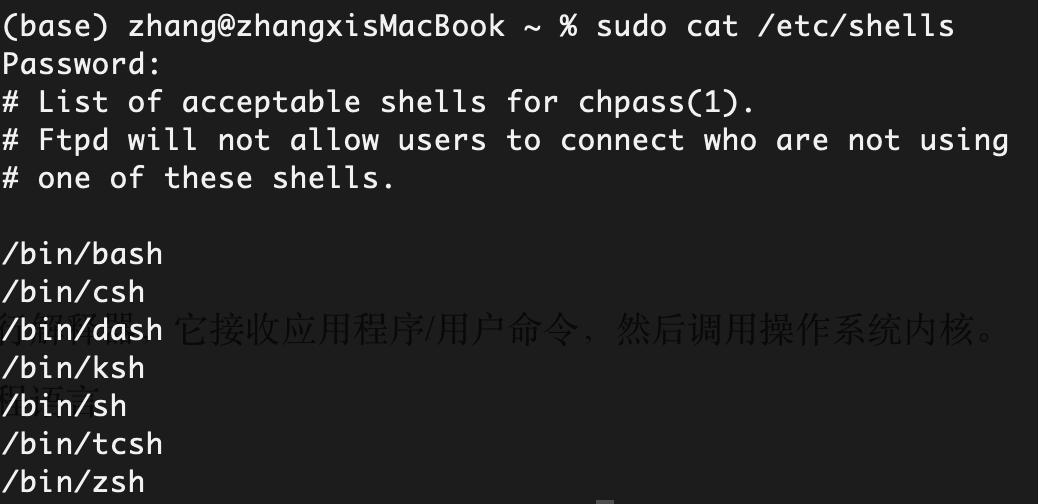 (base) zhang@zhangxisMacBook ~ % sudo cat /etc/shells
Password:
# List of acceptable shells for chpass(1).
# Ftpd will not allow users to connect who are not using
# one of these shells.
/bin/bash
/bin/csh
/bin/dash
它接收应用程序/用户命令，然后调用操作系统内核。
/bin/ksh
/bin/sh
/bin/tcsh
/bin/zsh